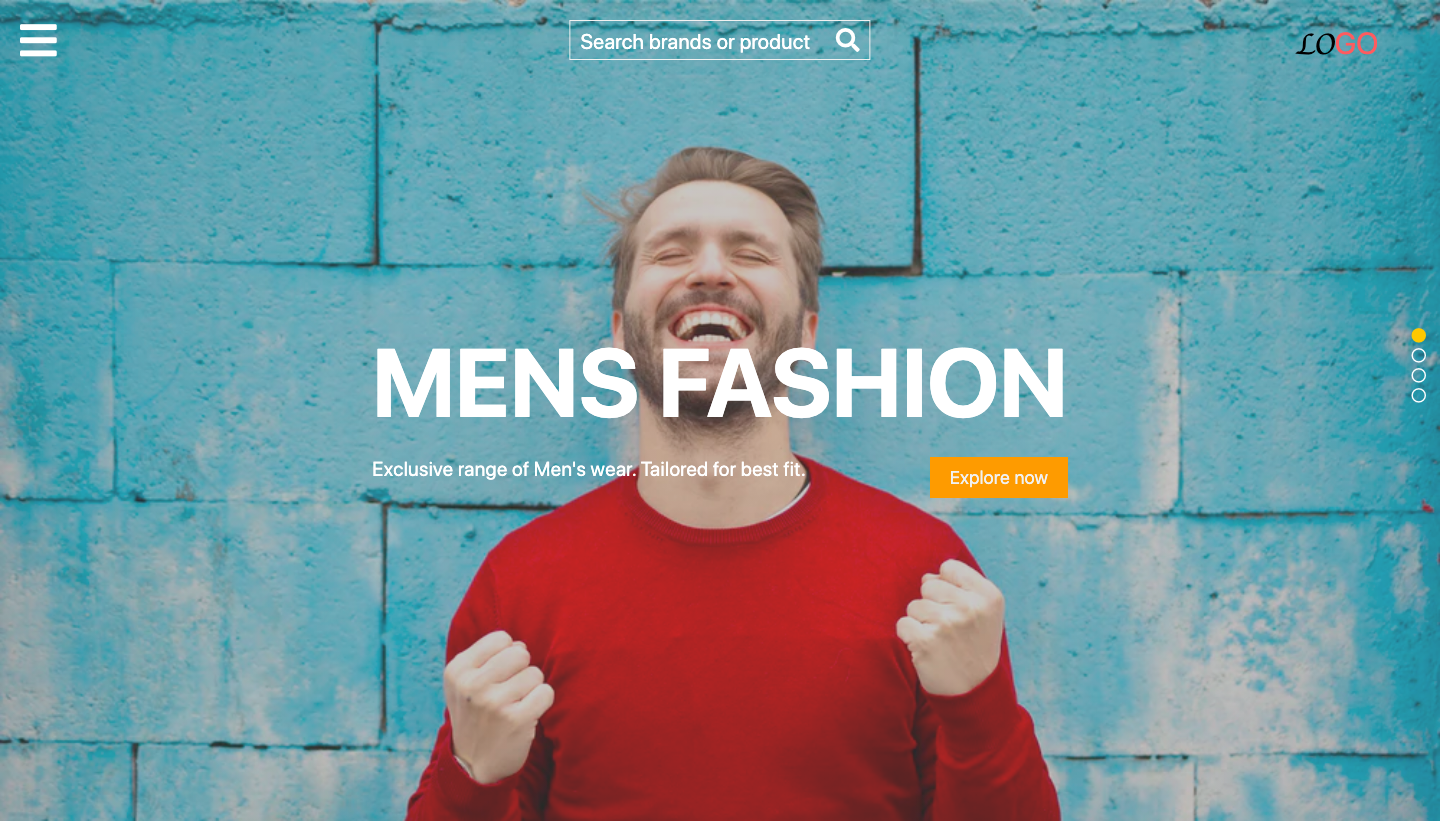 Search brands or product
LOGO
MENS FASHION
Exclusive range of Men's wear. Tailored for best fit.
Explore now